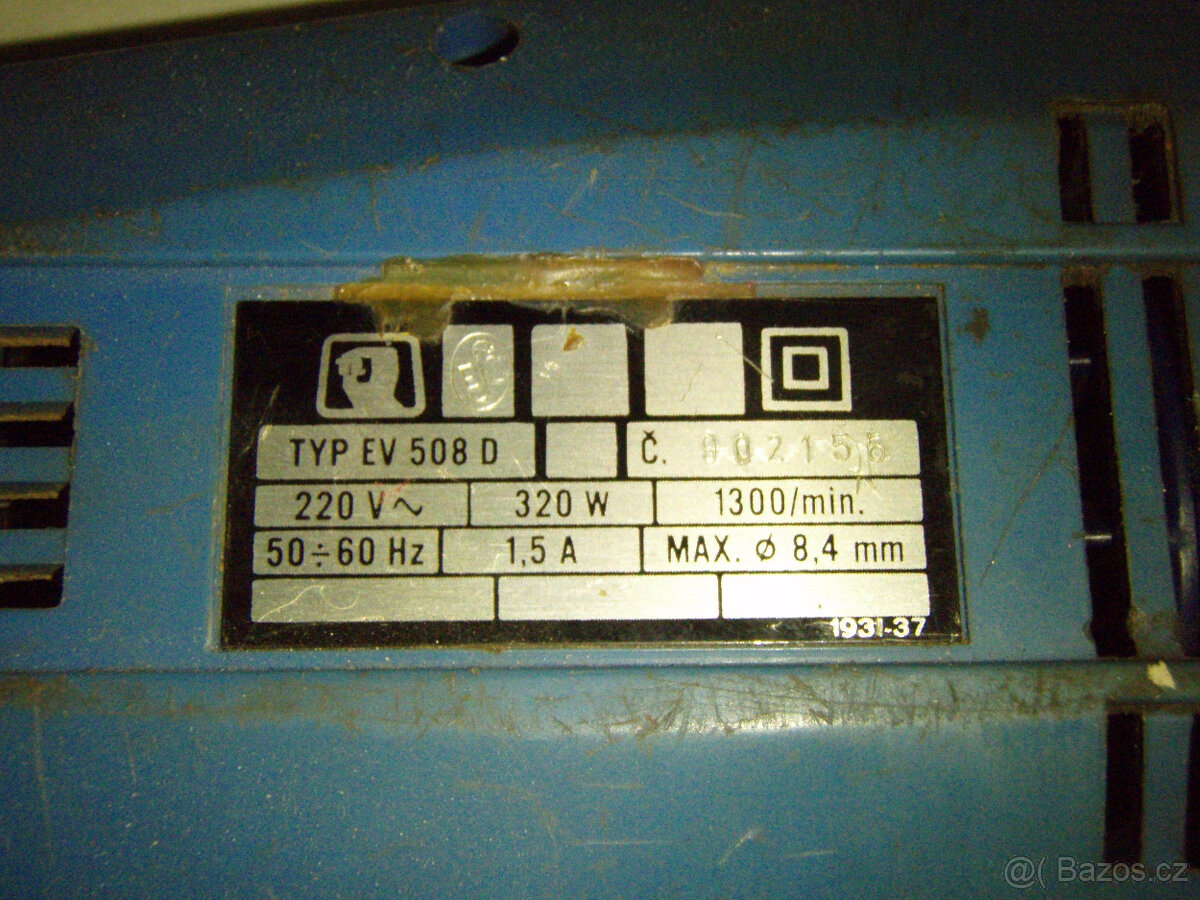 TYP EV 508 D Č. 902156
220 V ~ 320 W 1300/min.
50÷60 Hz 1,5 A MAX. ⌀ 8,4 mm
1931-37
@( Bazos.cz